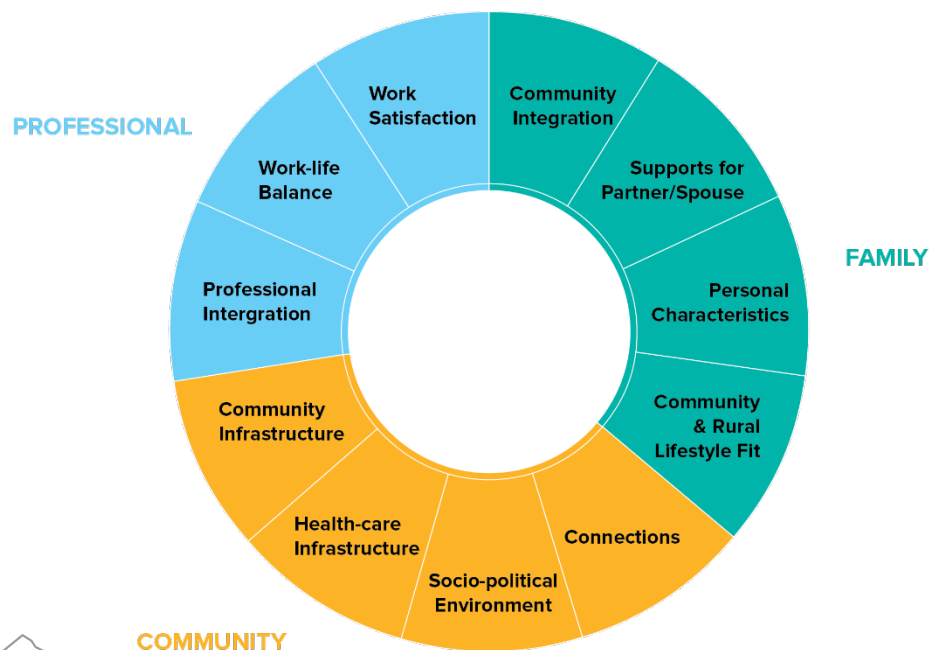 PROFESSIONAL
Work
Satisfaction
Work-life
Balance
Professional
Intergration
Community
Integration
Supports for
Partner/Spouse
Personal
Characteristics
Community
& Rural
Lifestyle Fit
FAMILY
Connections
Socio-political
Environment
Health-care
Infrastructure
Community
Infrastructure
COMMUNITY